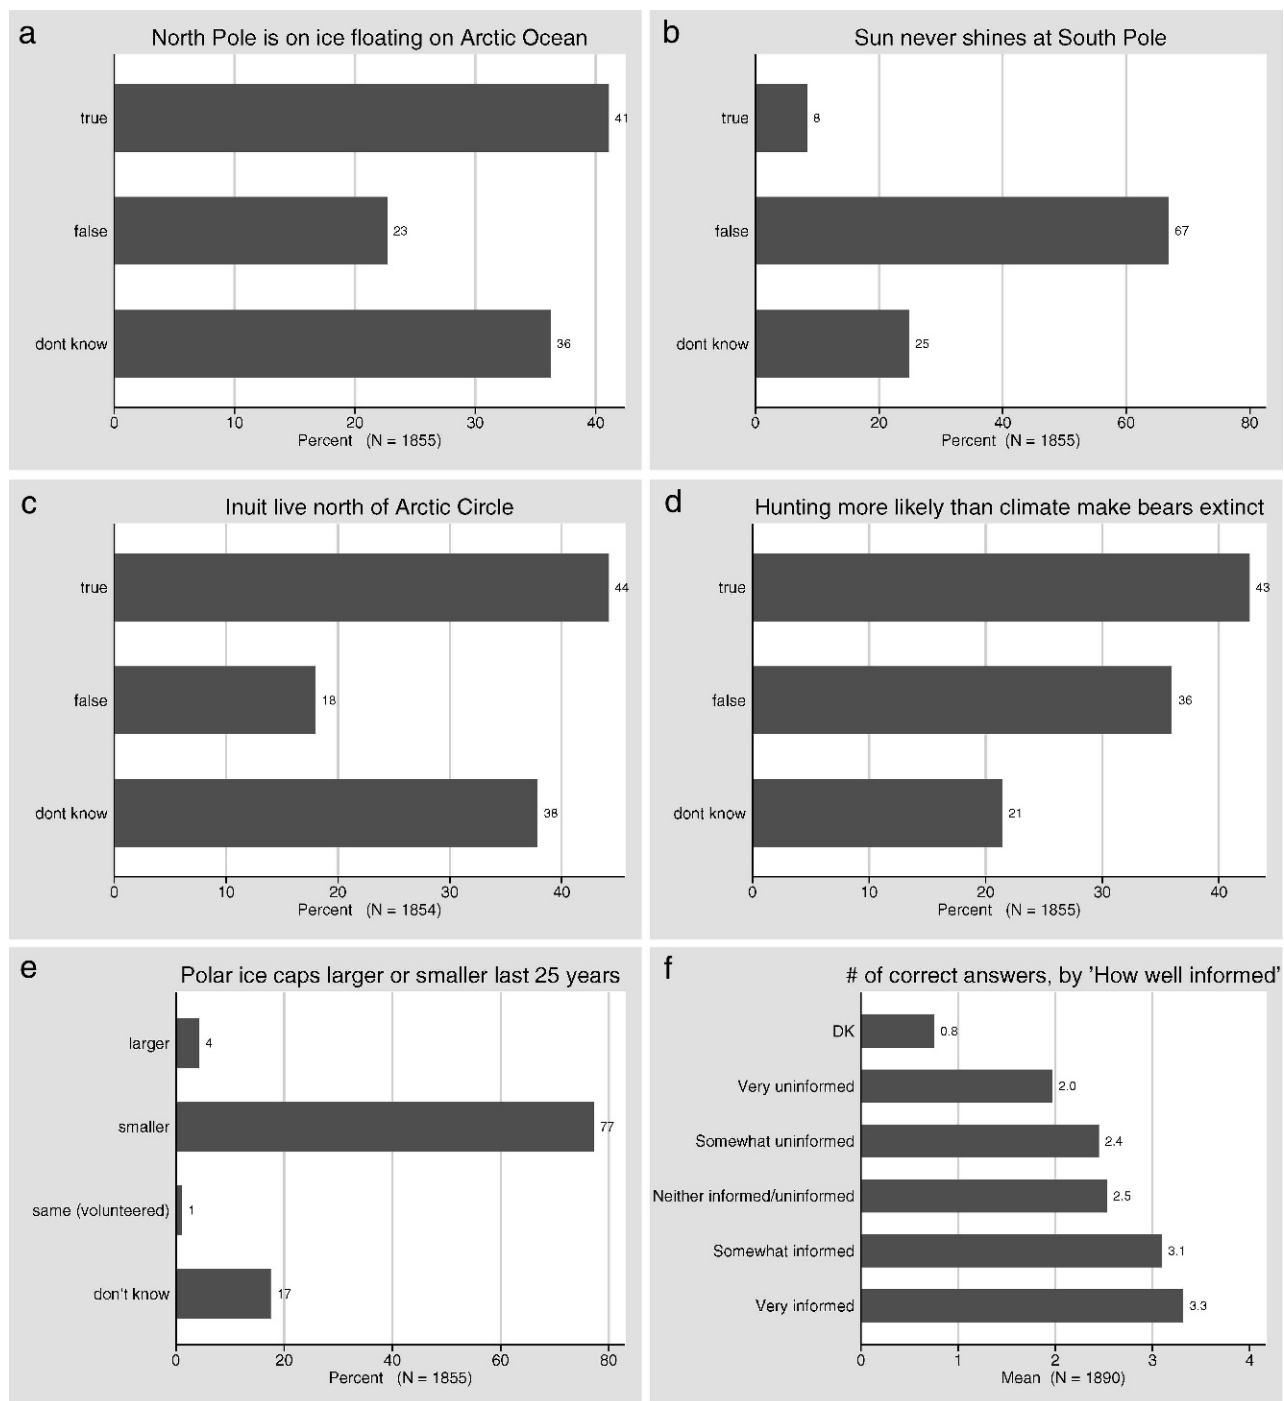 a
North Pole is on ice floating on Arctic Ocean
true
41
false
23
dont know
36
0 10 20 30 40
Percent (N = 1855)
b
Sun never shines at South Pole
true
8
false
67
dont know
25
0 20 40 60 80
Percent (N = 1855)
c
Inuit live north of Arctic Circle
true
44
false
18
dont know
38
0 10 20 30 40
Percent (N = 1854)
d
Hunting more likely than climate make bears extinct
true
43
false
36
dont know
21
0 10 20 30 40
Percent (N = 1855)
e
Polar ice caps larger or smaller last 25 years
larger
4
smaller
77
same (volunteered)
1
don't know
17
0 20 40 60 80
Percent (N = 1855)
f
# of correct answers, by ’How well informed’
DK
0.8
Very uninformed
2.0
Somewhat uninformed
2.4
Neither informed/uninformed
2.5
Somewhat informed
3.1
Very informed
3.3
0 1 2 3 4
Mean (N = 1890)